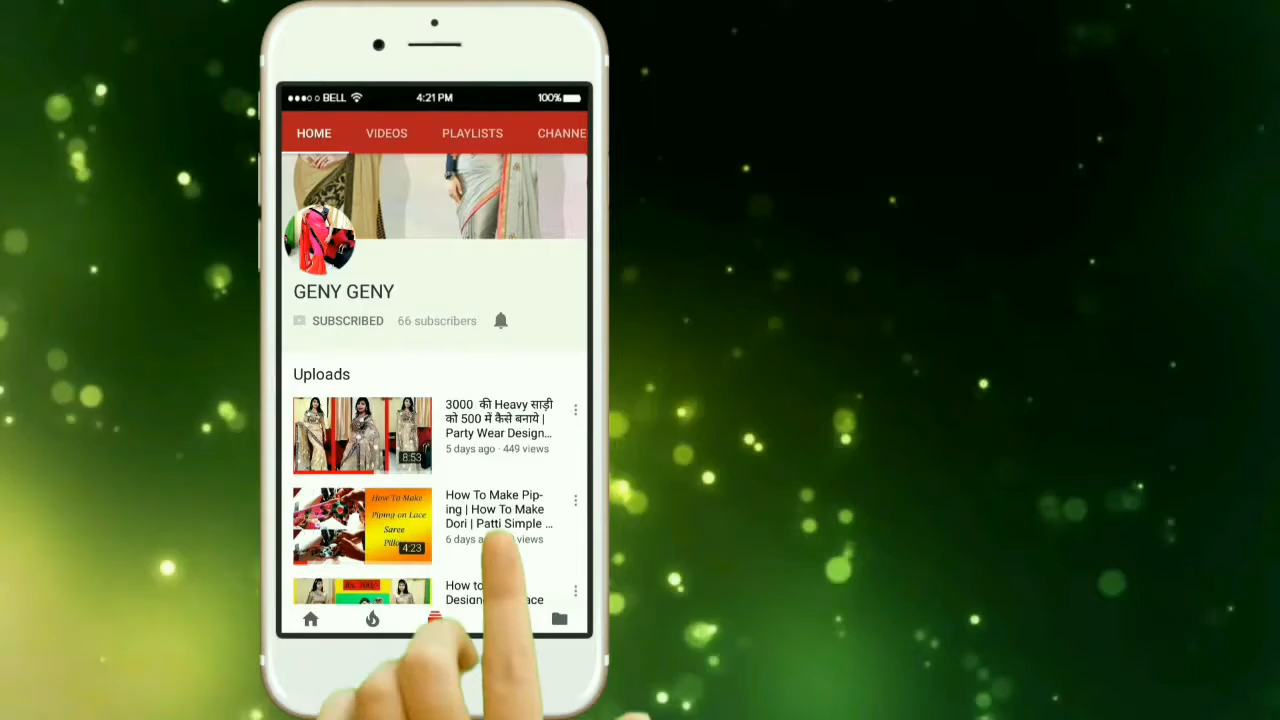 BELL 4:21 PM 100%
HOME VIDEOS PLAYLISTS CHANNE
GENY GENY
SUBSCRIBED 66 subscribers
Uploads
3000 की Heavy साड़ी
को 500 में कैसे बनाये |
Party Wear Design...
5 days ago · 449 views
8:53
How To Make Pip-
ing | How To Make
Dori | Patti Simple ...
6 days views
How To Make
Piping on Lace
Saree
4:23
How to
Design lace